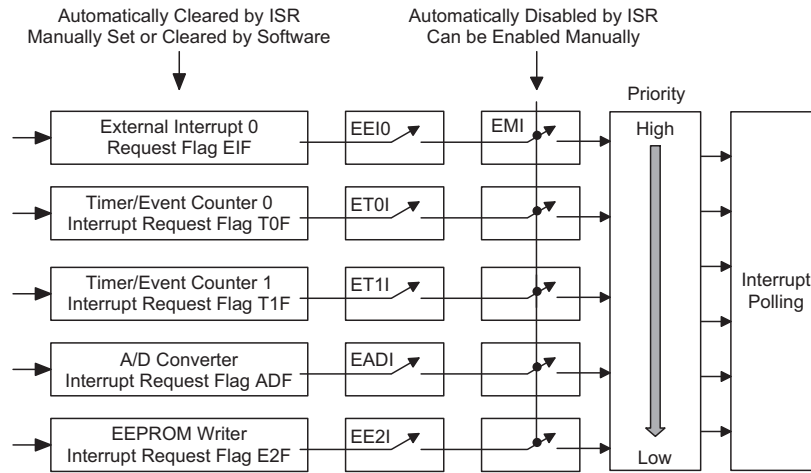 Automatically Cleared by ISR
Manually Set or Cleared by Software
Automatically Disabled by ISR
Can be Enabled Manually
Priority
External Interrupt 0
Request Flag EIF
EEI0
EMI
High
Timer/Event Counter 0
Interrupt Request Flag T0F
ET0I
Timer/Event Counter 1
Interrupt Request Flag T1F
ET1I
Interrupt
Polling
A/D Converter
Interrupt Request Flag ADF
EADI
EEPROM Writer
Interrupt Request Flag E2F
EE2I
Low